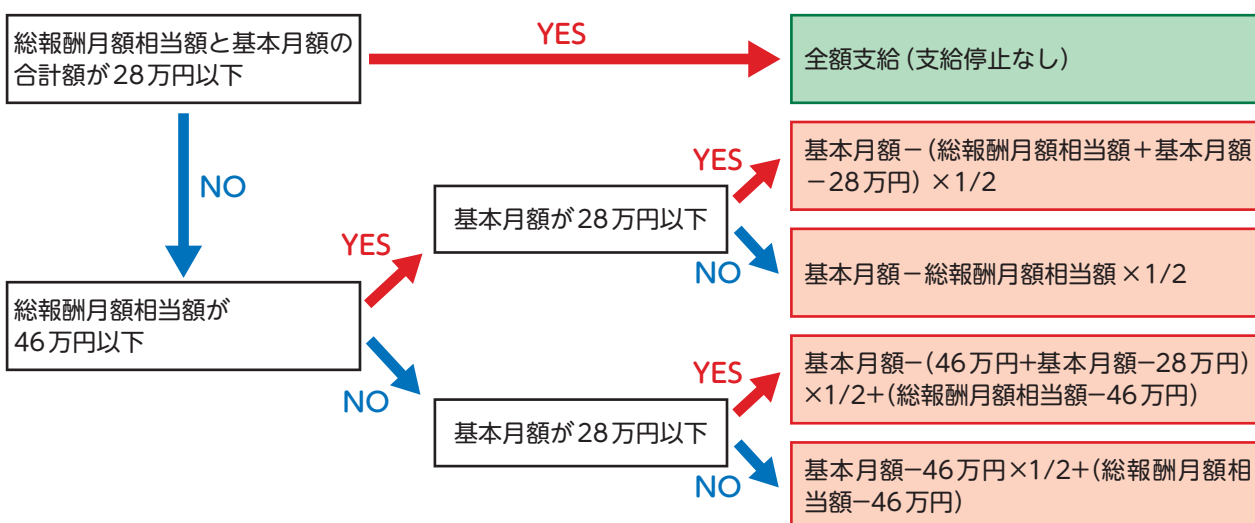 総報酬月額相当額と基本月額の
合計額が28万円以下
YES
全額支給(支給停止なし)
NO
総報酬月額相当額が
46万円以下
YES
基本月額が28万円以下
YES
基本月額−(総報酬月額相当額+基本月額
−28万円)×1/2
NO
基本月額−総報酬月額相当額×1/2
NO
基本月額が28万円以下
YES
基本月額−(46万円+基本月額−28万円)
×1/2+(総報酬月額相当額−46万円)
NO
基本月額−46万円×1/2+(総報酬月額相
当額−46万円)